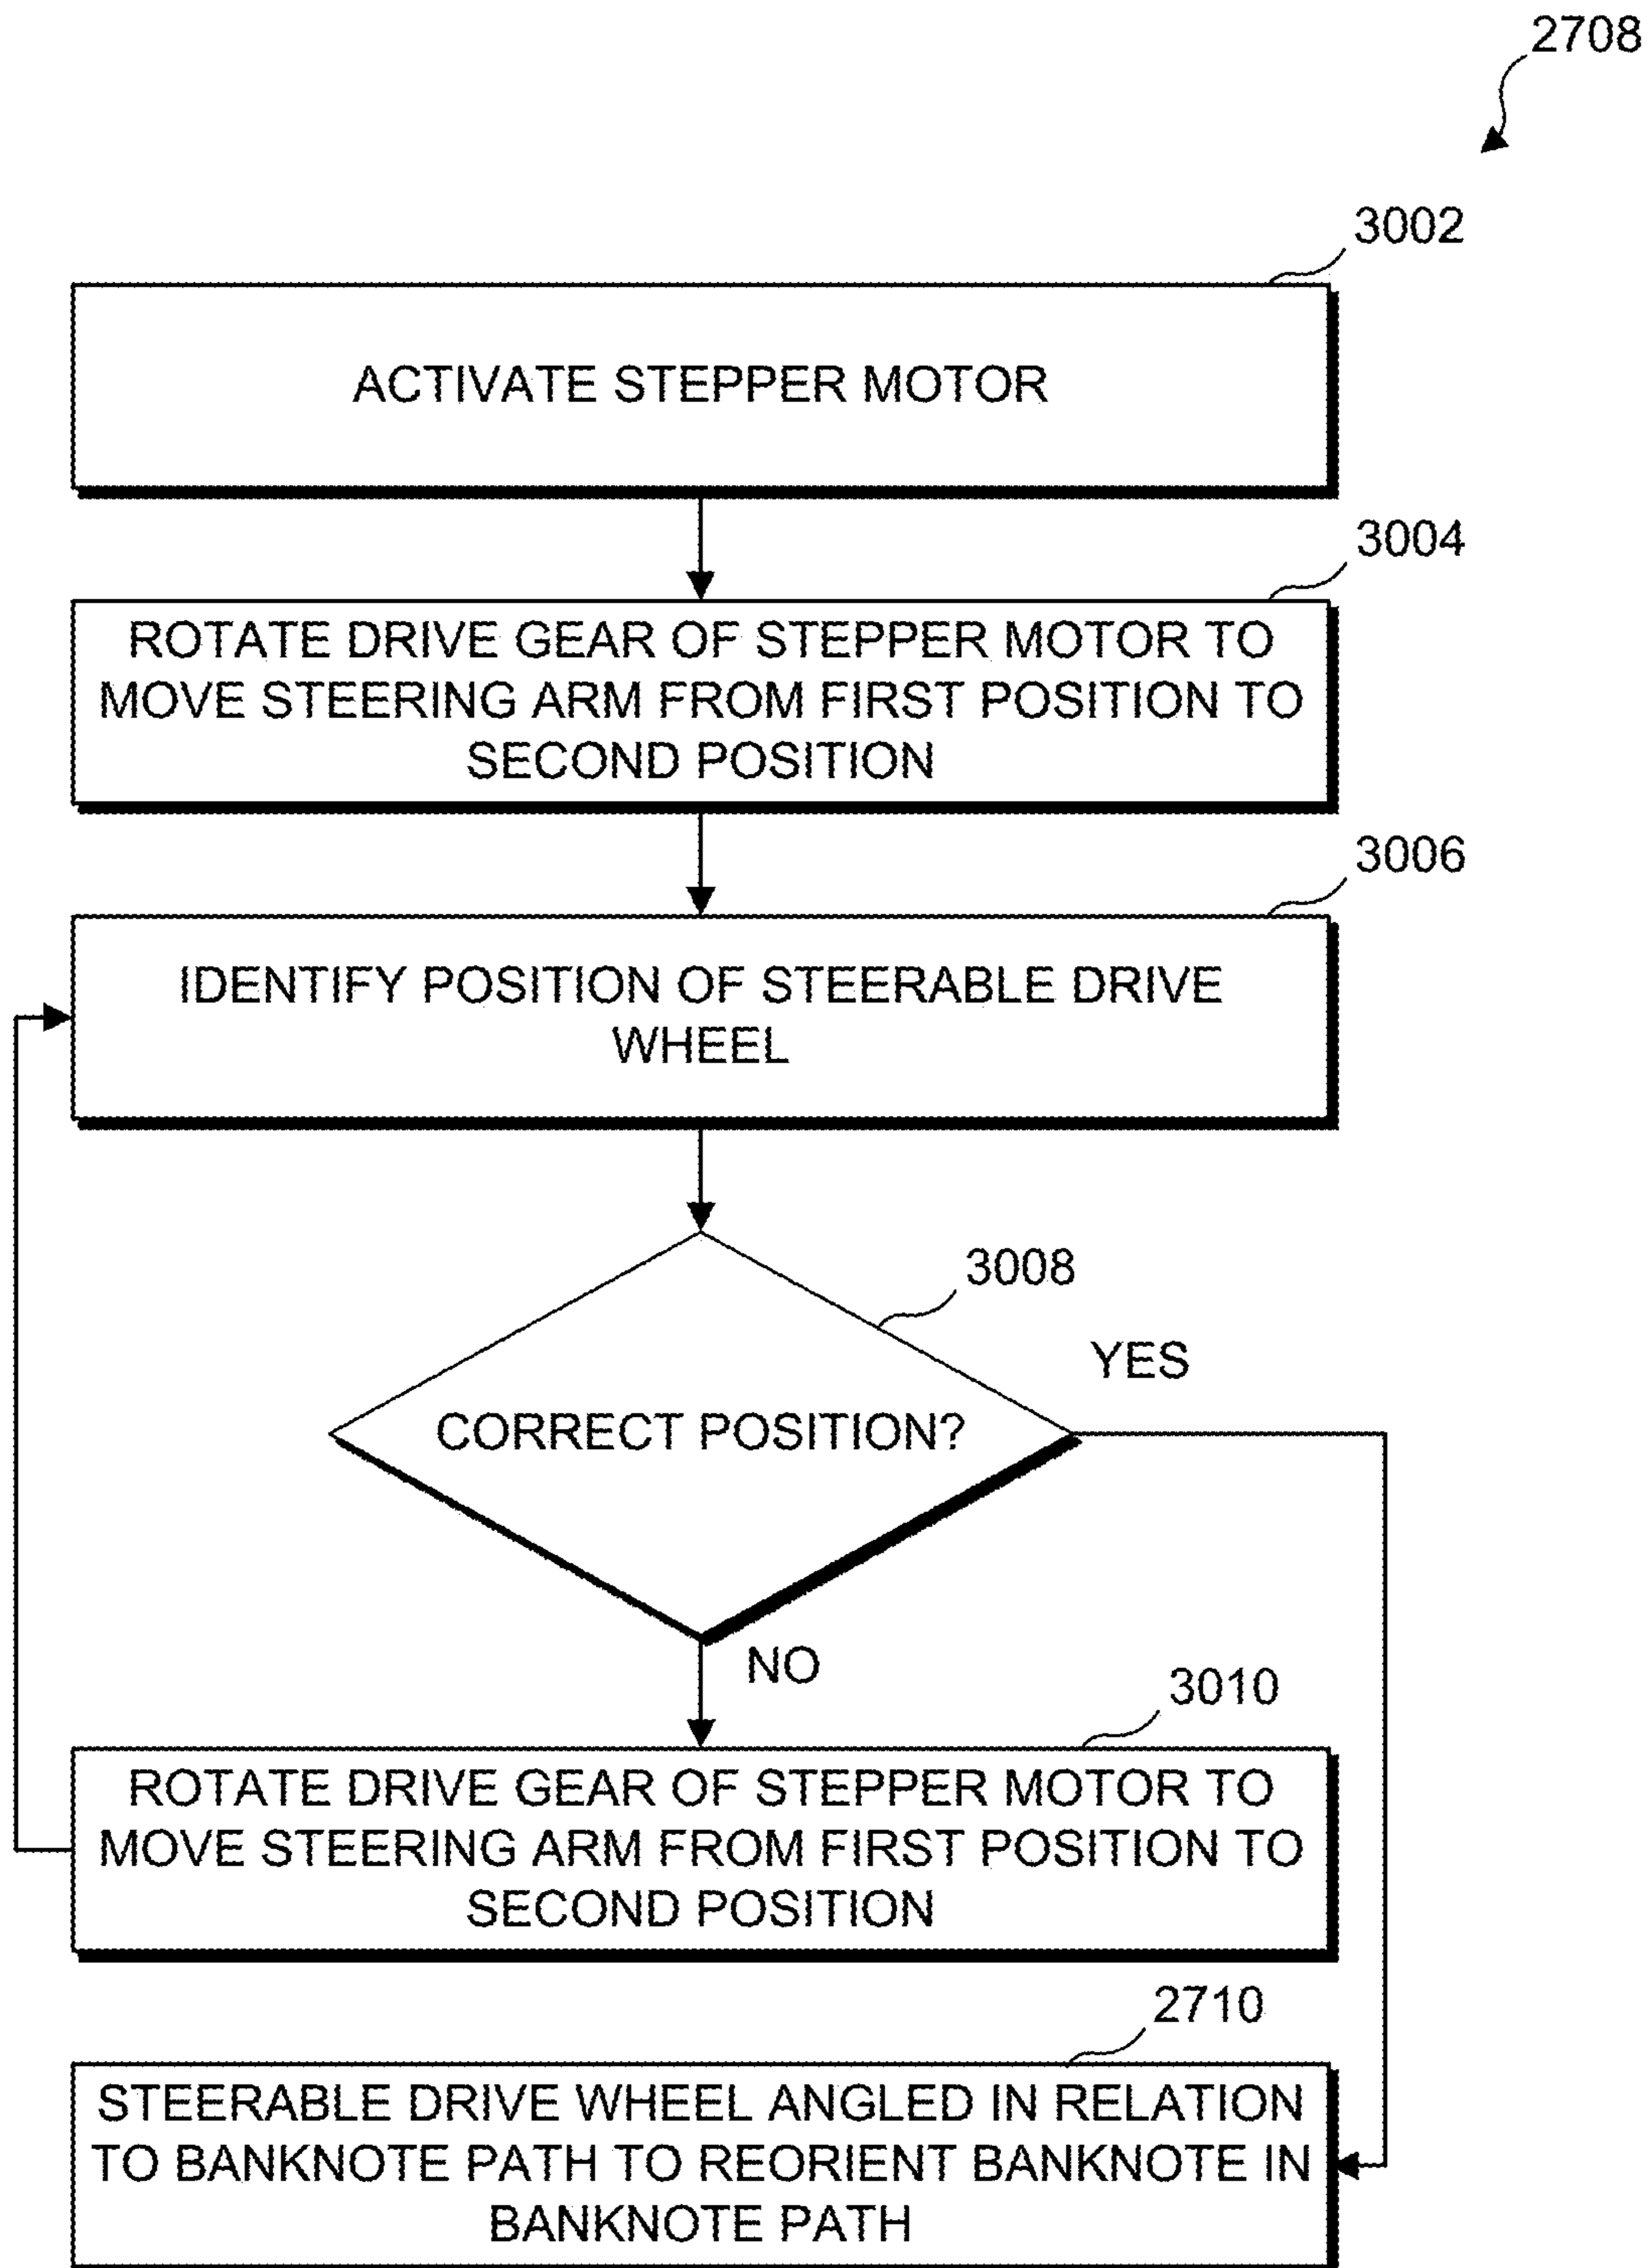 2708
3002
ACTIVATE STEPPER MOTOR
3004
ROTATE DRIVE GEAR OF STEPPER MOTOR TO
MOVE STEERING ARM FROM FIRST POSITION TO
SECOND POSITION
3006
IDENTIFY POSITION OF STEERABLE DRIVE
WHEEL
3008
YES
CORRECT POSITION?
NO
3010
ROTATE DRIVE GEAR OF STEPPER MOTOR TO
MOVE STEERING ARM FROM FIRST POSITION TO
SECOND POSITION
2710
STEERABLE DRIVE WHEEL ANGLED IN RELATION
TO BANKNOTE PATH TO REORIENT BANKNOTE IN
BANKNOTE PATH